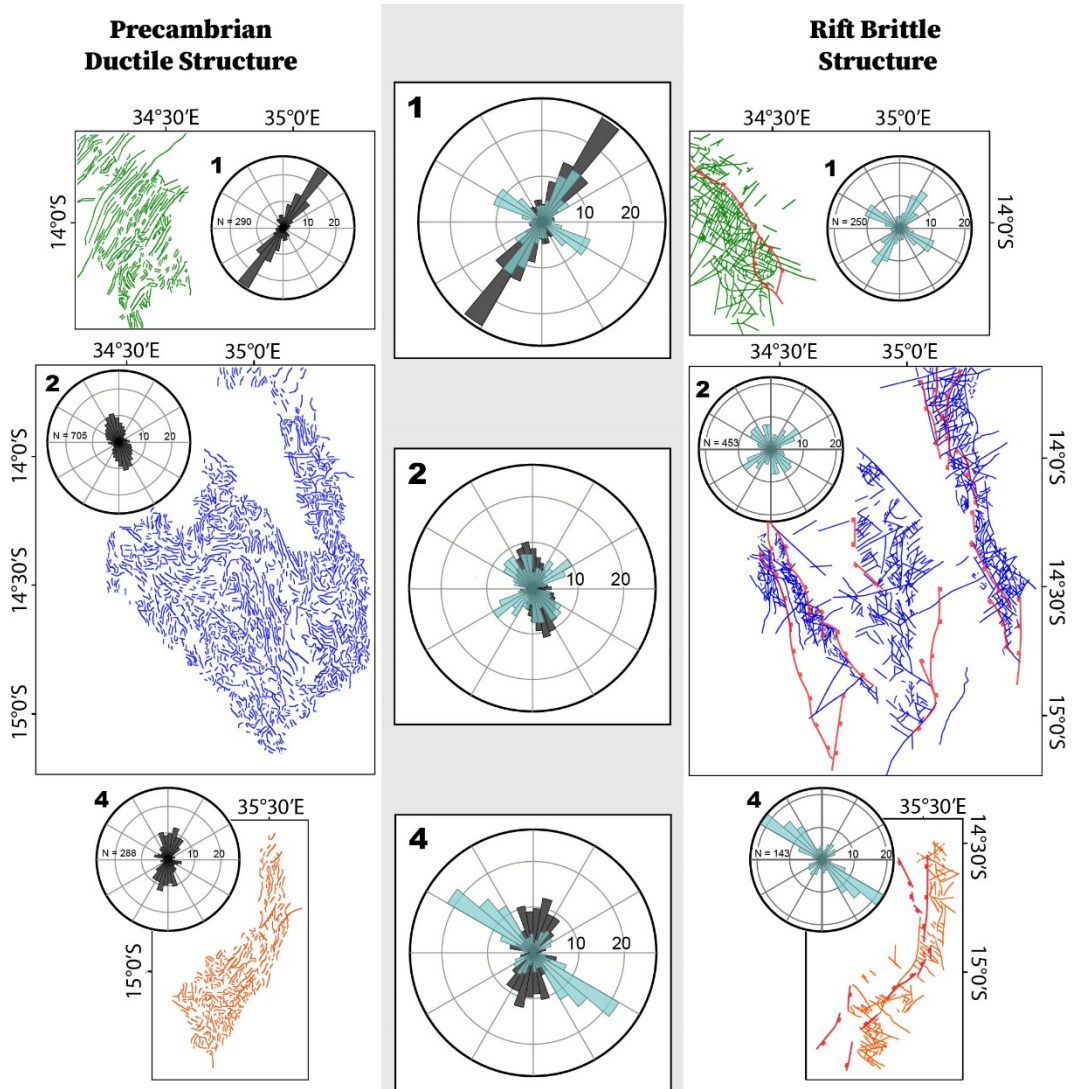 Precambrian
Ductile Structure
Rift Brittle
Structure
34°30′E
35°0′E
14°0′S
1
N = 290
10
20
1
10
20
34°30′E
35°0′E
14°0′S
1
N = 250
10
20
34°30′E
35°0′E
14°0′S
14°30′S
15°0′S
2
N = 705
10
20
2
10
20
34°30′E
35°0′E
14°0′S
14°30′S
15°0′S
2
N = 453
10
20
4
N = 288
10
20
35°30′E
15°0′S
4
10
20
4
N = 143
10
20
35°30′E
14°30′S
15°0′S